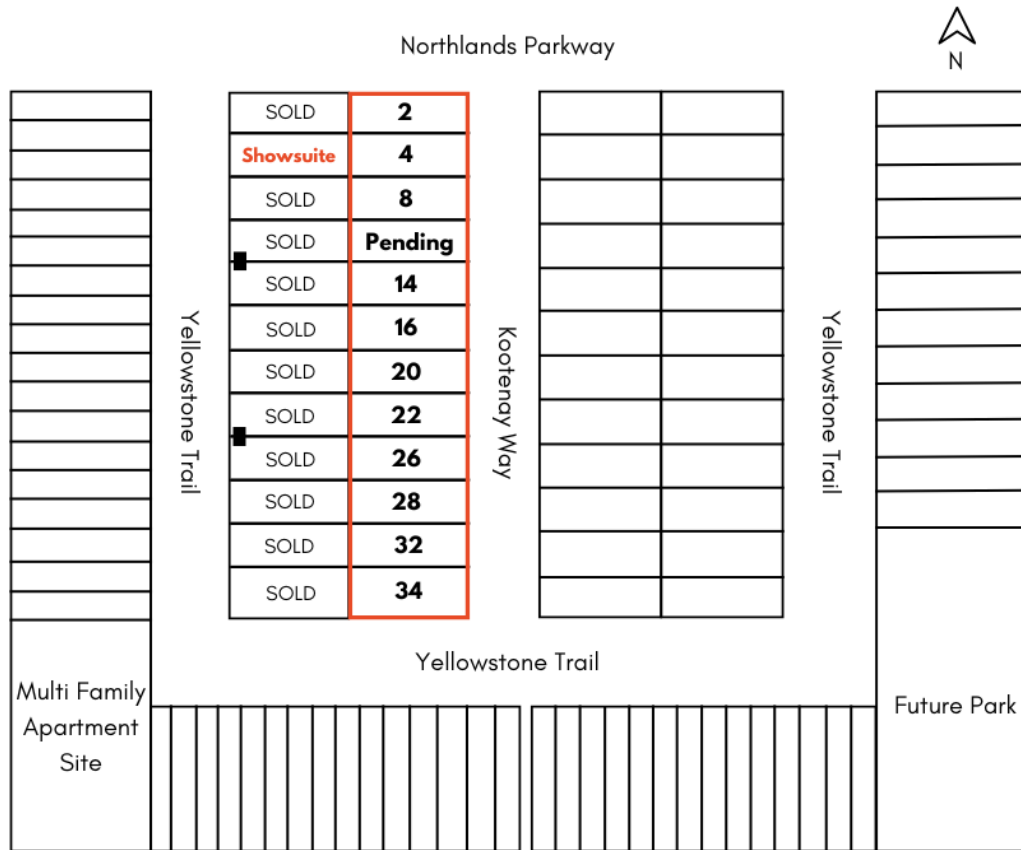 Northlands Parkway
N
SOLD 2
Showsuite 4
SOLD 8
SOLD Pending
SOLD 14
SOLD 16
SOLD 20
SOLD 22
SOLD 26
SOLD 28
SOLD 32
SOLD 34
Yellowstone Trail
Kootenay Way
Yellowstone Trail
Yellowstone Trail
Multi Family
Apartment
Site
Future Park